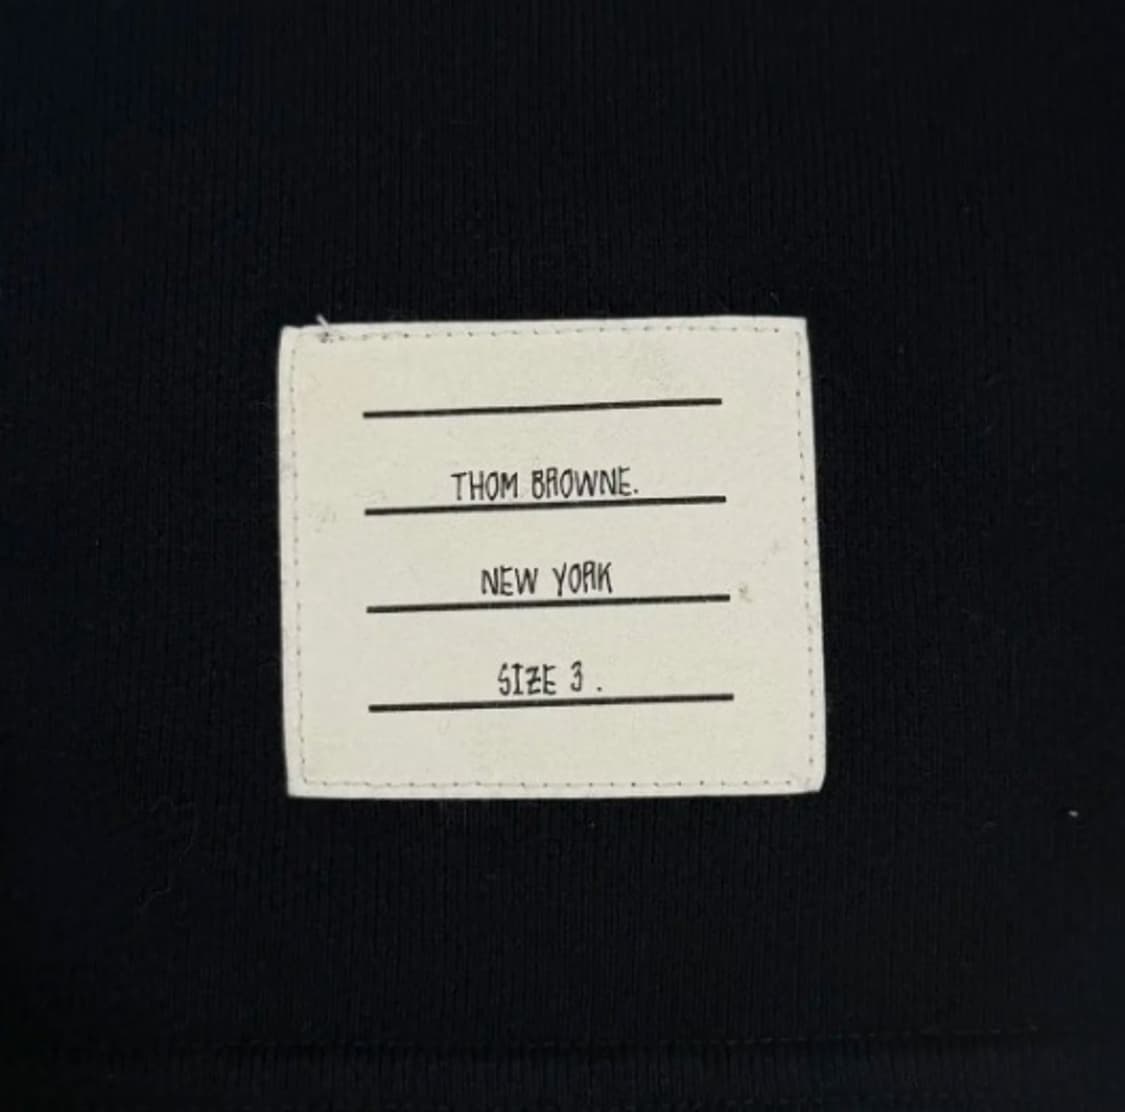 THOM BROWNE.
NEW YORK
SIZE 3 .